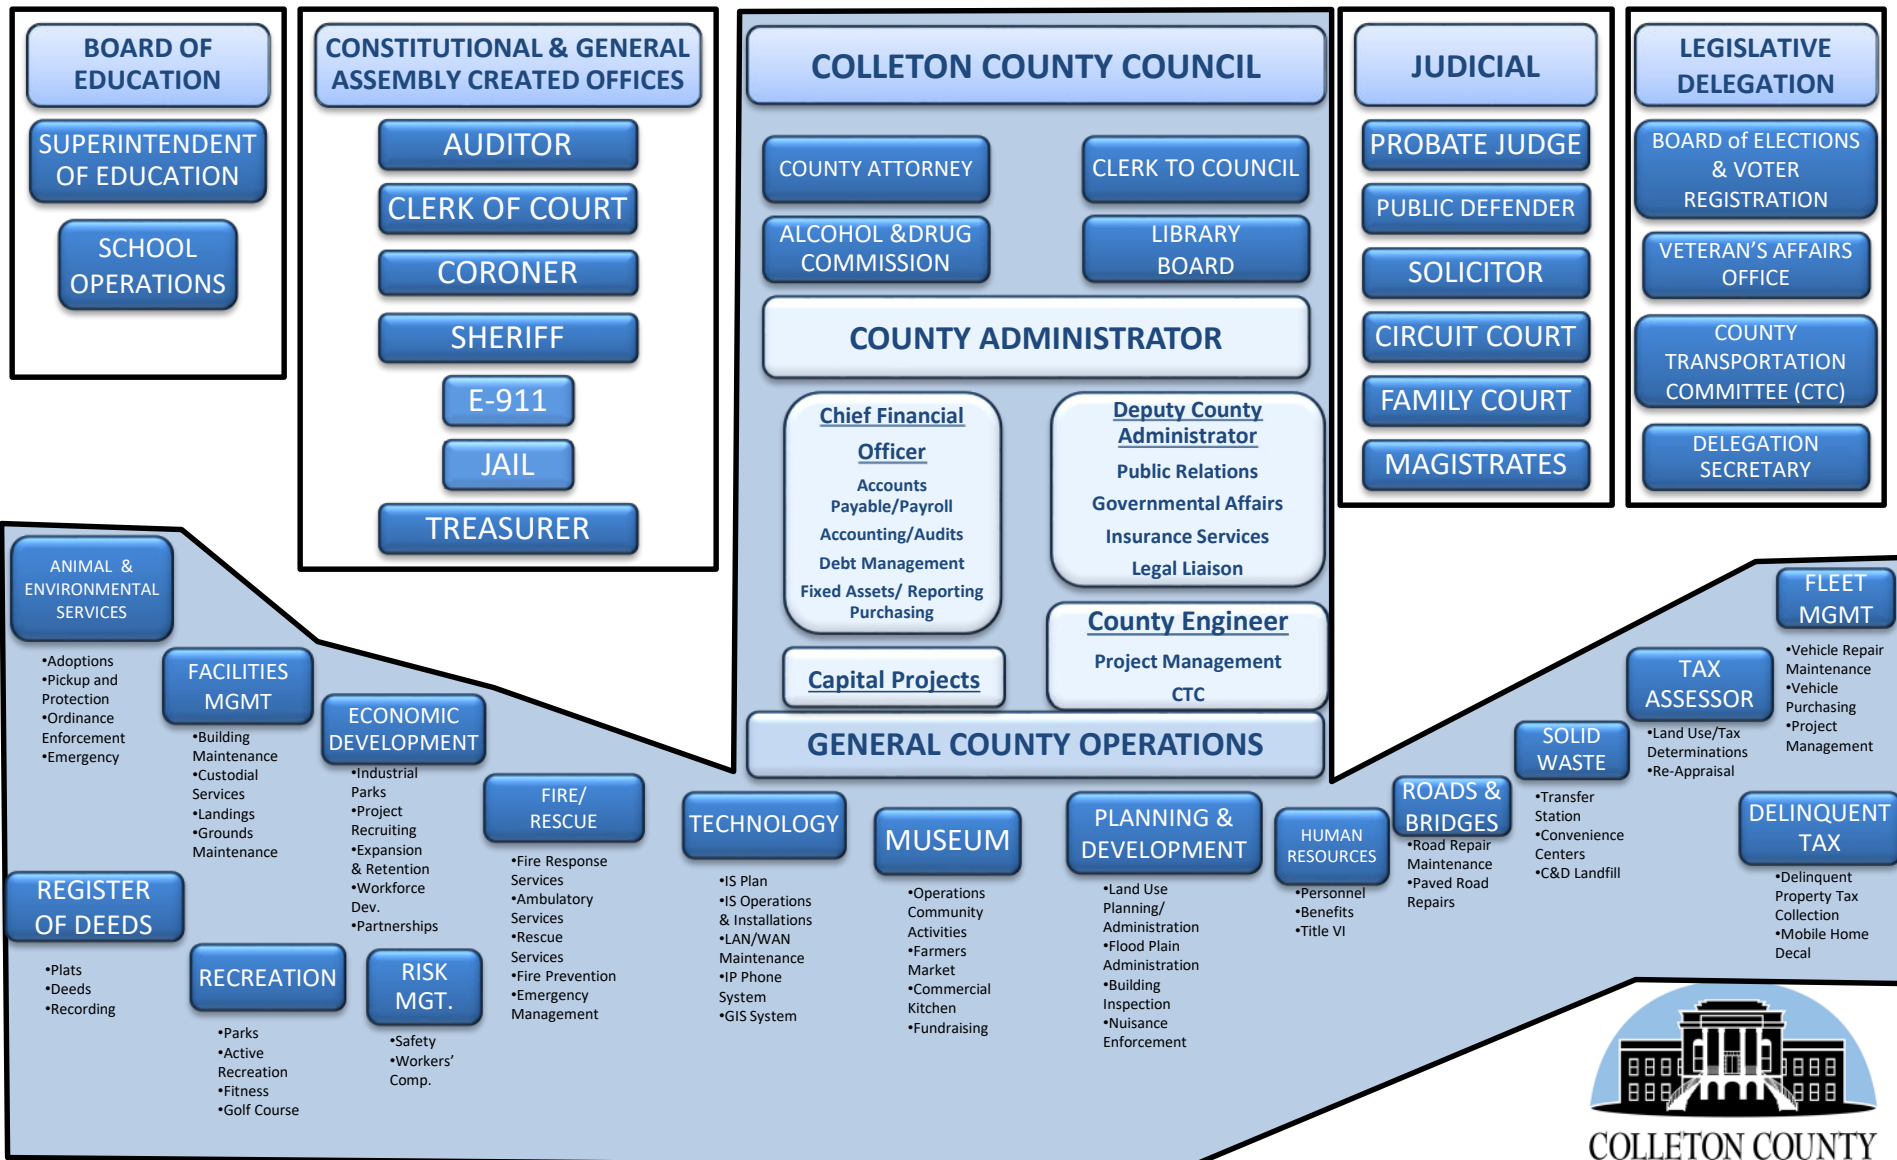 BOARD OF
EDUCATION
SUPERINTENDENT
OF EDUCATION
SCHOOL
OPERATIONS
CONSTITUTIONAL & GENERAL
ASSEMBLY CREATED OFFICES
AUDITOR
CLERK OF COURT
CORONER
SHERIFF
E-911
JAIL
TREASURER
COLLETON COUNTY COUNCIL
COUNTY ATTORNEY
CLERK TO COUNCIL
ALCOHOL &DRUG
COMMISSION
LIBRARY
BOARD
COUNTY ADMINISTRATOR
Chief Financial
Officer
Accounts
Payable/Payroll
Accounting/Audits
Debt Management
Fixed Assets/ Reporting
Purchasing
Capital Projects
Deputy County
Administrator
Public Relations
Governmental Affairs
Insurance Services
Legal Liaison
County Engineer
Project Management
CTC
GENERAL COUNTY OPERATIONS
JUDICIAL
PROBATE JUDGE
PUBLIC DEFENDER
SOLICITOR
CIRCUIT COURT
FAMILY COURT
MAGISTRATES
LEGISLATIVE
DELEGATION
BOARD of ELECTIONS
& VOTER
REGISTRATION
VETERAN'S AFFAIRS
OFFICE
COUNTY
TRANSPORTATION
COMMITTEE (CTC)
DELEGATION
SECRETARY
ANIMAL &
ENVIRONMENTAL
SERVICES
•Adoptions
•Pickup and
Protection
•Ordinance
Enforcement
•Emergency
REGISTER
OF DEEDS
•Plats
•Deeds
•Recording
FACILITIES
MGMT
•Building
Maintenance
•Custodial
Services
•Landings
•Grounds
Maintenance
RECREATION
•Parks
•Active
Recreation
•Fitness
•Golf Course
ECONOMIC
DEVELOPMENT
•Industrial
Parks
•Project
Recruiting
•Expansion
& Retention
•Workforce
Dev.
•Partnerships
RISK
MGT.
•Safety
•Workers'
Comp.
FIRE/
RESCUE
•Fire Response
Services
•Ambulatory
Services
•Rescue
Services
•Fire Prevention
•Emergency
Management
TECHNOLOGY
•IS Plan
•IS Operations
& Installations
•LAN/WAN
Maintenance
•IP Phone
System
•GIS System
MUSEUM
•Operations
Community
Activities
•Farmers
Market
•Commercial
Kitchen
•Fundraising
PLANNING &
DEVELOPMENT
•Land Use
Planning/
Administration
•Flood Plain
Administration
•Building
Inspection
•Nuisance
Enforcement
HUMAN
RESOURCES
•Personnel
•Benefits
•Title VI
ROADS &
BRIDGES
•Road Repair
Maintenance
•Paved Road
Repairs
SOLID
WASTE
•Transfer
Station
•Convenience
Centers
•C&D Landfill
TAX
ASSESSOR
•Land Use/Tax
Determinations
•Re-Appraisal
FLEET
MGMT
•Vehicle Repair
Maintenance
•Vehicle
Purchasing
•Project
Management
DELINQUENT
TAX
•Delinquent
Property Tax
Collection
•Mobile Home
Decal
COLLETON COUNTY